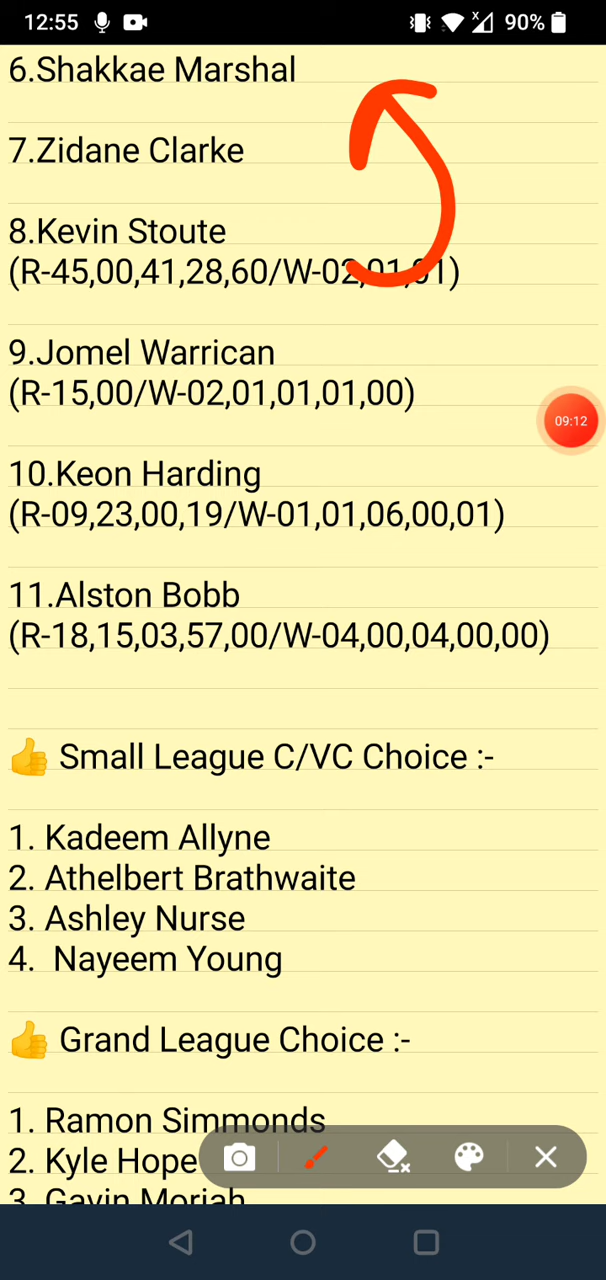 12:55
90%
6.Shakkae Marshal
7.Zidane Clarke
8.Kevin Stoute
(R-45,00,41,28,60/W-02,01,01)
9.Jomel Warrican
(R-15,00/W-02,01,01,01,00)
09:12
10.Keon Harding
(R-09,23,00,19/W-01,01,06,00,01)
11.Alston Bobb
(R-18,15,03,57,00/W-04,00,04,00,00)
👍 Small League C/VC Choice :-
1. Kadeem Allyne
2. Athelbert Brathwaite
3. Ashley Nurse
4. Nayeem Young
👍 Grand League Choice :-
1. Ramon Simmonds
2. Kyle Hope
3. Gavin Moriah